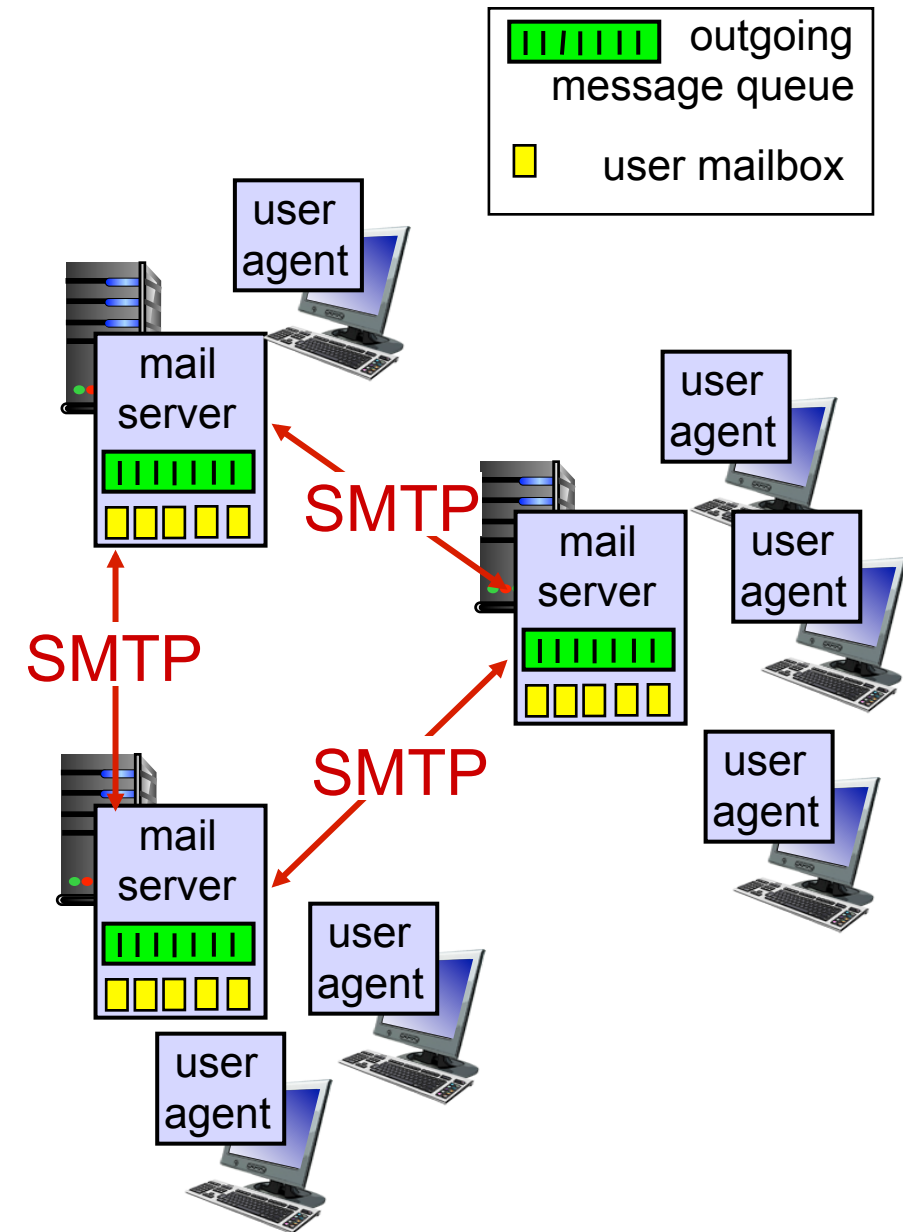 outgoing
message queue
user mailbox
user
agent
mail
server
SMTP
user
agent
user
agent
mail
server
SMTP
SMTP
user
agent
mail
server
user
agent
user
agent